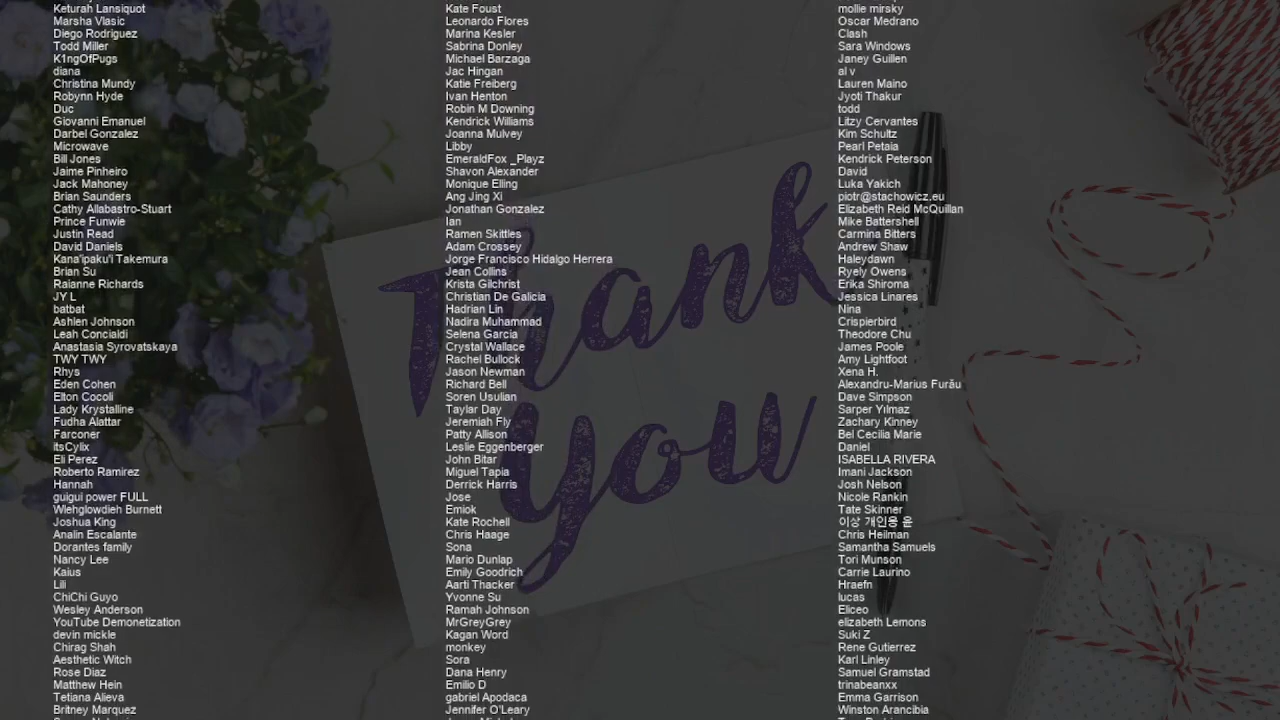 Keturah Lansiquot
Marsha Vlasic
Diego Rodriguez
Todd Miller
K1ngOfPugs
diana
Christina Mundy
Robynn Hyde
Duc
Giovanni Emanuel
Darbel Gonzalez
Microwave
Bill Jones
Jaime Pinheiro
Jack Mahoney
Brian Saunders
Cathy Allabastro-Stuart
Prince Funwie
Justin Read
David Daniels
Kana'ipaku'i Takemura
Brian Su
Raianne Richards
JY L
batbat
Ashlen Johnson
Leah Concialdi
Anastasia Syrovatskaya
TWY TWY
Rhys
Eden Cohen
Elton Cocoli
Lady Krystalline
Fudha Alattar
Farconer
itsCylix
Eli Perez
Roberto Ramirez
Hannah
guigui power FULL
Wlehglowdieh Burnett
Joshua King
Analin Escalante
Dorantes family
Nancy Lee
Kaius
Lili
ChiChi Guyo
Wesley Anderson
YouTube Demonetization
devin mickle
Chirag Shah
Aesthetic Witch
Rose Diaz
Matthew Hein
Tetiana Alieva
Britney Marquez
Kate Foust
Leonardo Flores
Marina Kesler
Sabrina Donley
Michael Barzaga
Jac Hingan
Katie Freiberg
Ivan Henton
Robin M Downing
Kendrick Williams
Joanna Mulvey
Libby
EmeraldFox _Playz
Shavon Alexander
Monique Elling
Ang Jing Xi
Jonathan Gonzalez
Ian
Ramen Skittles
Adam Crossey
Jorge Francisco Hidalgo Herrera
Jean Collins
Krista Gilchrist
Christian De Galicia
Hadrian Lin
Nadira Muhammad
Selena Garcia
Crystal Wallace
Rachel Bullock
Jason Newman
Richard Bell
Soren Usulian
Taylar Day
Jeremiah Fly
Patty Allison
Leslie Eggenberger
John Bitar
Miguel Tapia
Derrick Harris
Jose
Emiok
Kate Rochell
Chris Haage
Sona
Mario Dunlap
Emily Goodrich
Aarti Thacker
Yvonne Su
Ramah Johnson
MrGreyGrey
Kagan Word
monkey
Sora
Dana Henry
Emilio D
gabriel Apodaca
Jennifer O'Leary
mollie mirsky
Oscar Medrano
Clash
Sara Windows
Janey Guillen
al v
Lauren Maino
Jyoti Thakur
todd
Litzy Cervantes
Kim Schultz
Pearl Petaia
Kendrick Peterson
David
Luka Yakich
piotr@stachowicz.eu
Elizabeth Reid McQuillan
Mike Battershell
Carmina Bitters
Andrew Shaw
Haleydawn
Ryely Owens
Erika Shiroma
Jessica Linares
Nina
Crispierbird
Theodore Chu
James Poole
Amy Lightfoot
Xena H.
Alexandru-Marius Furău
Dave Simpson
Sarper Yılmaz
Zachary Kinney
Bel Cecilia Marie
Daniel
ISABELLA RIVERA
Imani Jackson
Josh Nelson
Nicole Rankin
Tate Skinner
이상 개인용 윤
Chris Heilman
Samantha Samuels
Tori Munson
Carrie Laurino
Hraefn
lucas
Eliceo
elizabeth Lemons
Suki Z
Rene Gutierrez
Karl Linley
Samuel Gramstad
trinabeanxx
Emma Garrison
Winston Arancibia
Thank
you